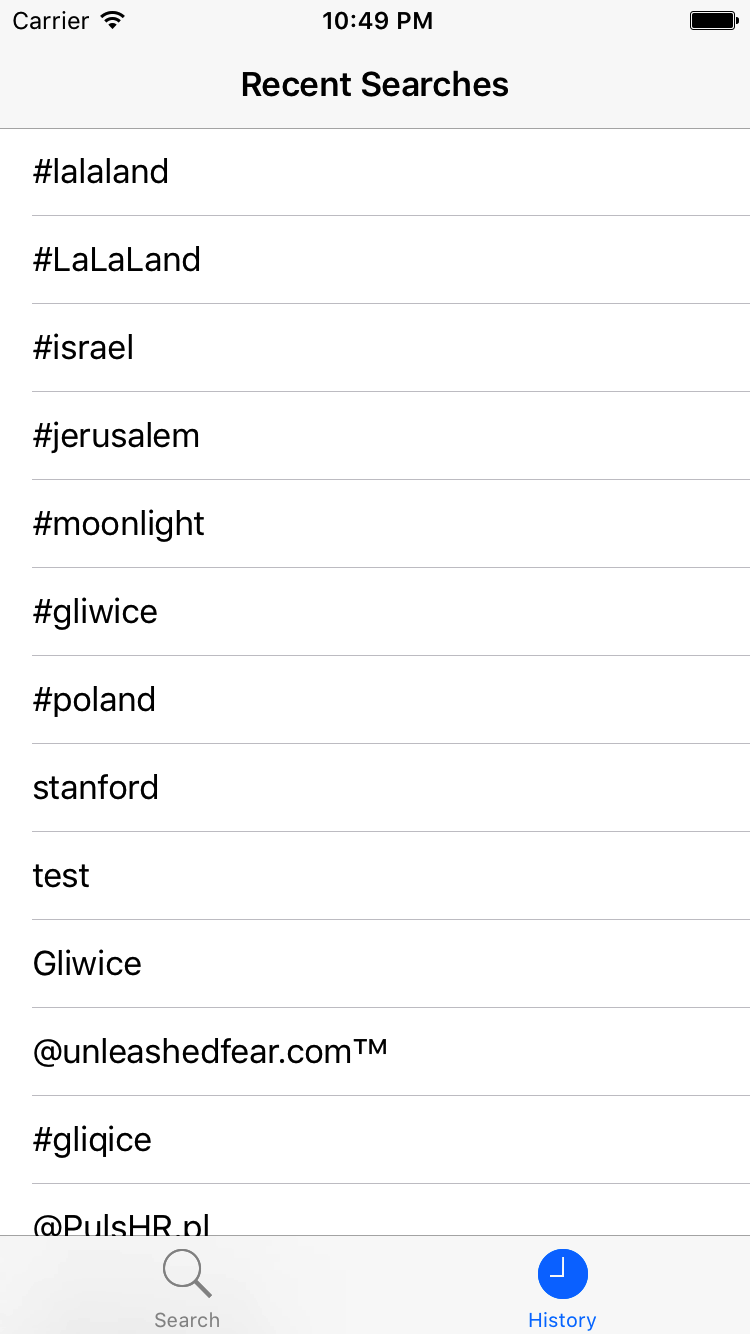 Carrier 10:49 PM
Recent Searches
#lalaland
#LaLaLand
#israel
#jerusalem
#moonlight
#gliwice
#poland
stanford
test
Gliwice
@unleashedfear.com™
#gliqice
@PulsHR.pl
Search History